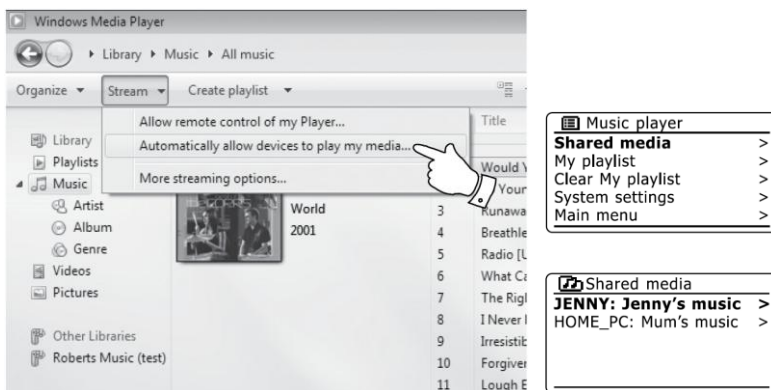 Windows Media Player
Library Music All music
Organize Stream Create playlist
Allow remote control of my Player...
Automatically allow devices to play my media...
More streaming options...
Library
Playlists
Music
Artist
Album
Genre
Videos
Pictures
Other Libraries
Roberts Music (test)
World
2001
Title
Would Y
Your
3 Runawa
4 Breathle
5 Radio [U
6 What Ca
7 The Rigl
8 I Never l
9 Irresistib
10 Forgiver
11 Lough E
Music player
Shared media >
My playlist >
Clear My playlist >
System settings >
Main menu >
Shared media
JENNY: Jenny's music >
HOME_PC: Mum's music >